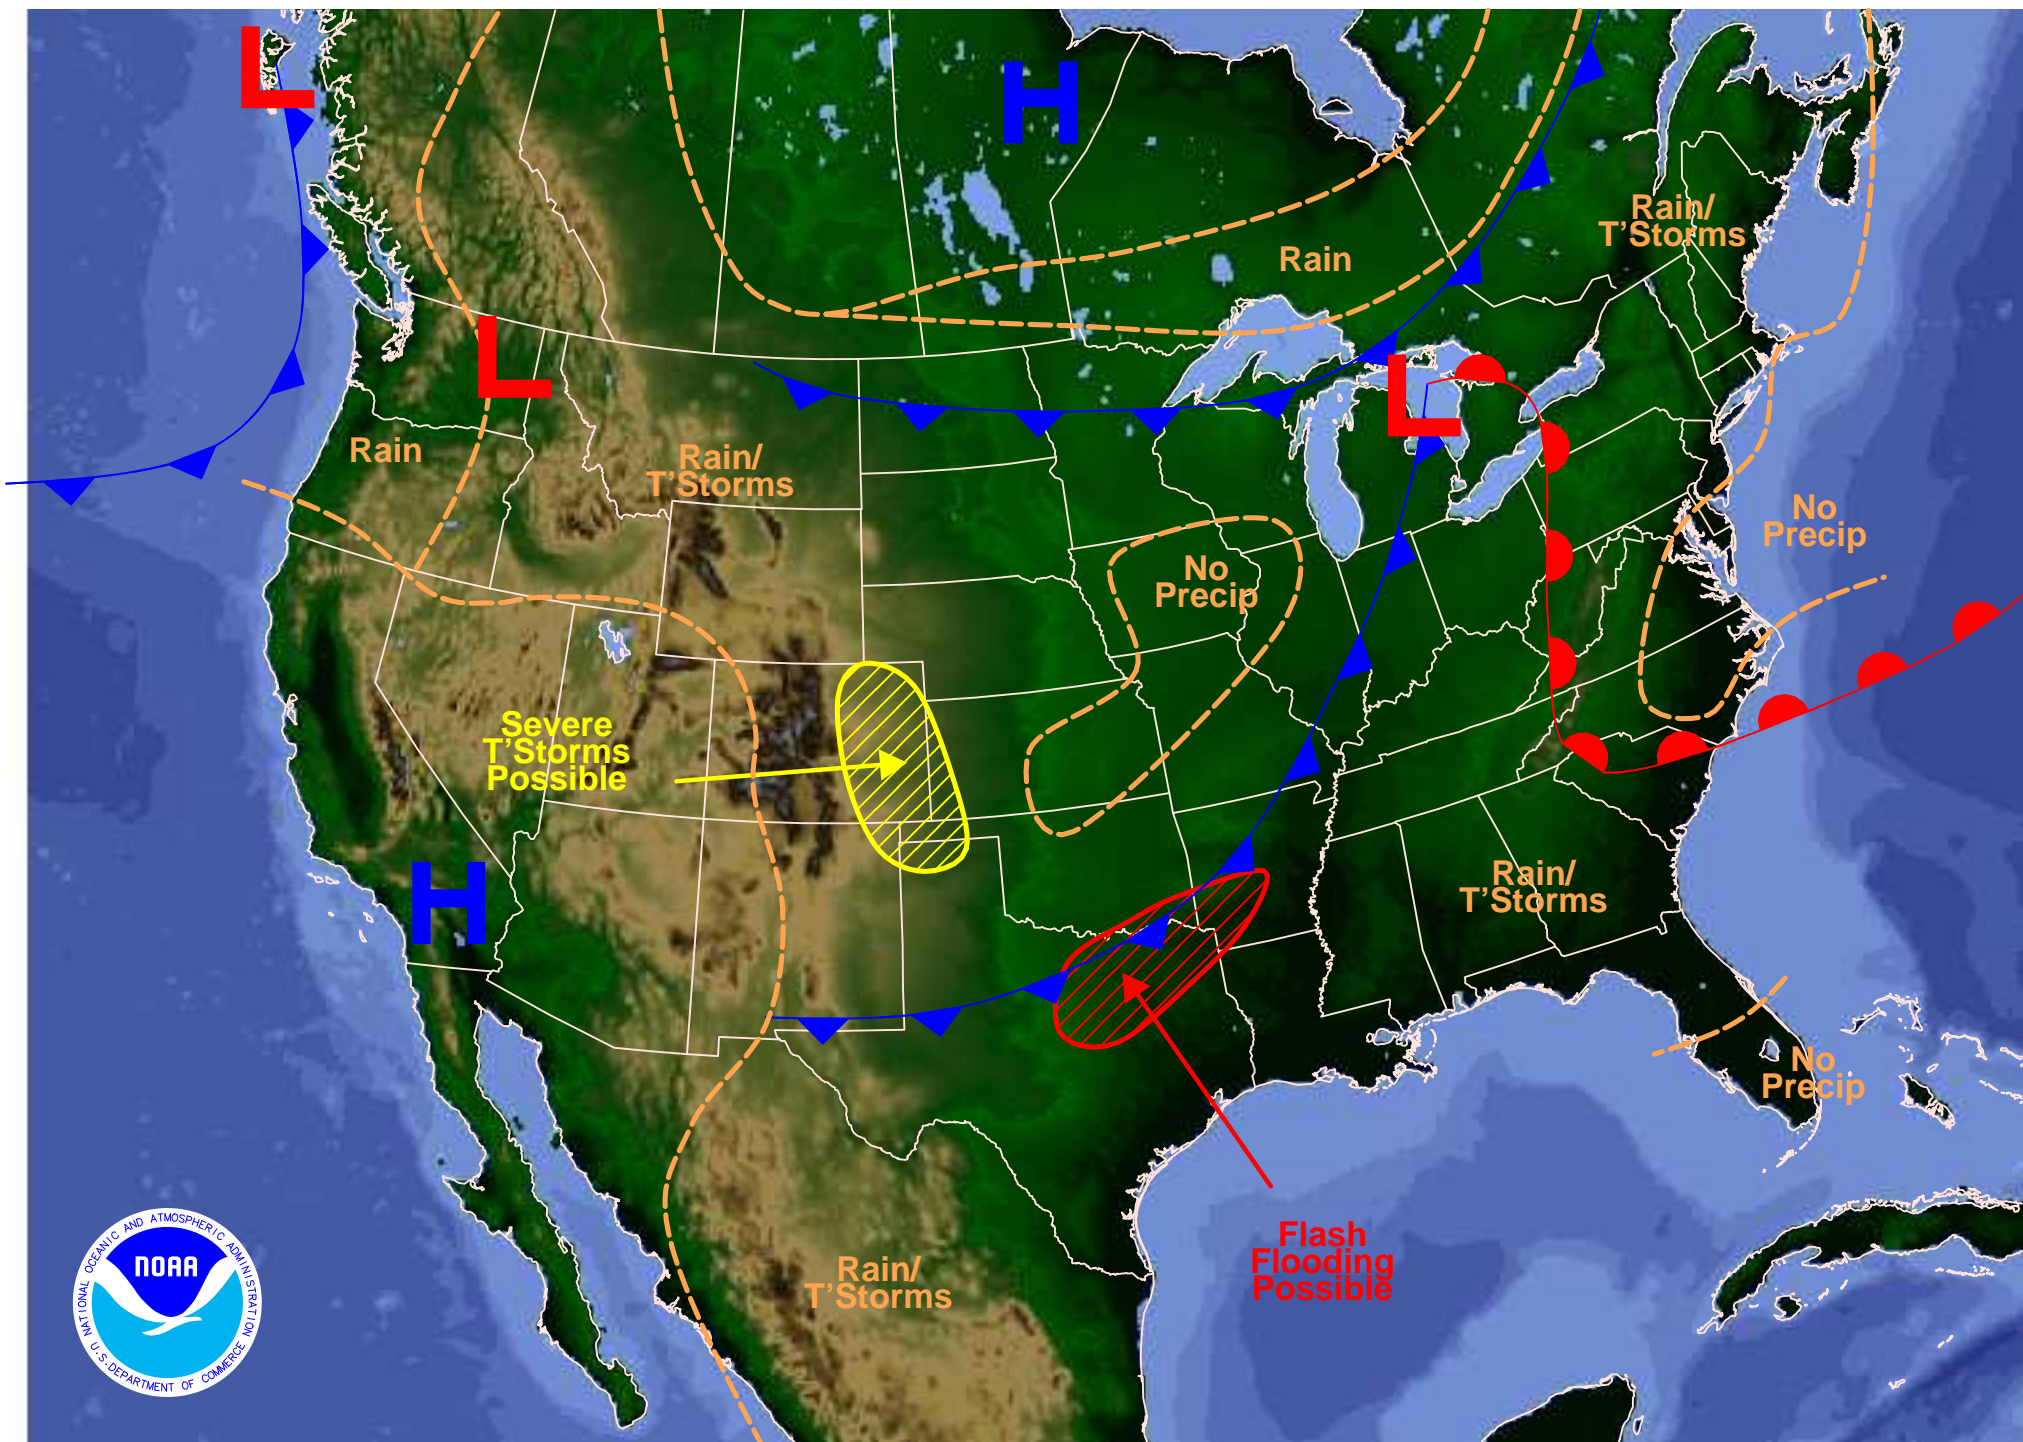 L
H
Rain/
T'Storms
Rain
L
L
Rain
Rain/
T'Storms
No
Precip
No
Precip
Severe
T'Storms
Possible
H
Rain/
T'Storms
No
Precip
Flash
Flooding
Possible
Rain/
T'Storms
NATIONAL OCEANIC AND ATMOSPHERIC ADMINISTRATION
NOAA
U.S. DEPARTMENT OF COMMERCE